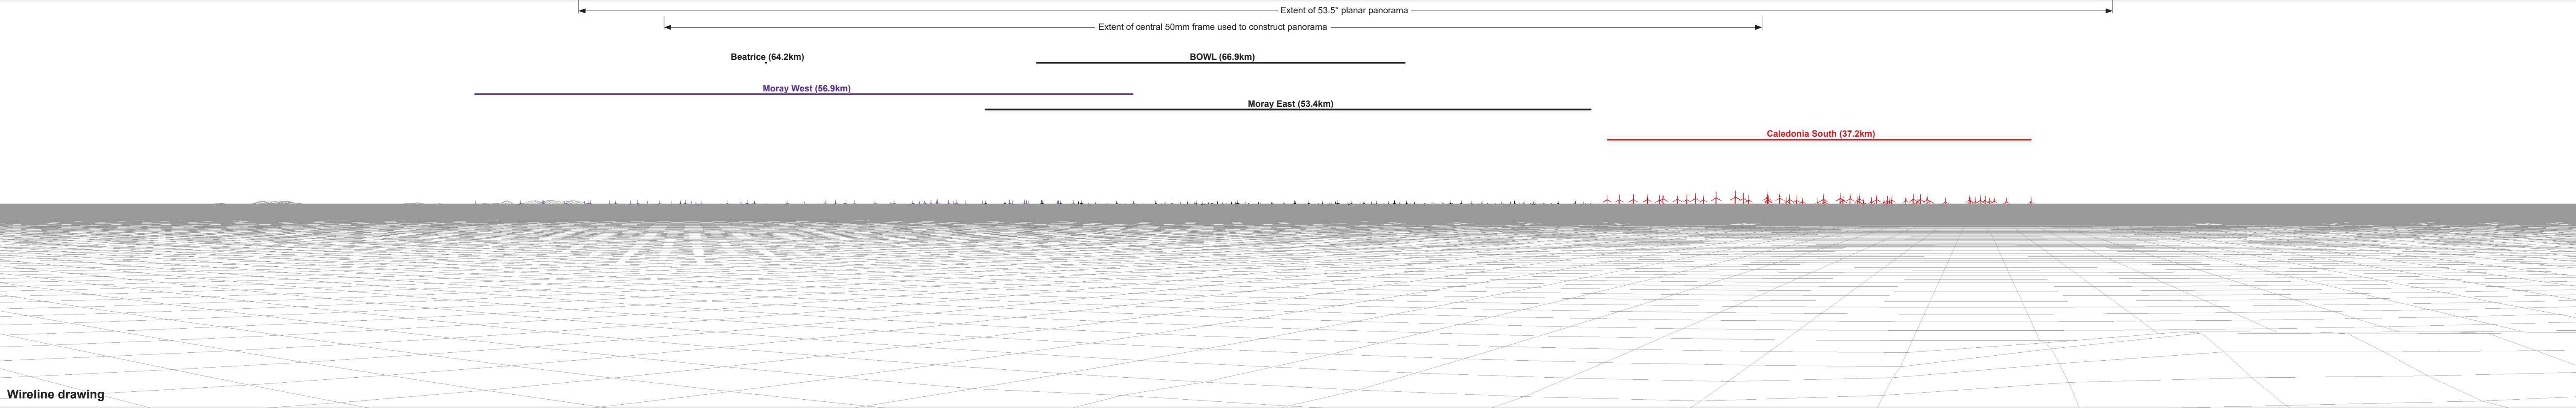 Extent of 53.5° planar panorama
Extent of central 50mm frame used to construct panorama
Beatrice (64.2km)
BOWL (66.9km)
Moray West (56.9km)
Moray East (53.4km)
Caledonia South (37.2km)
Wireline drawing